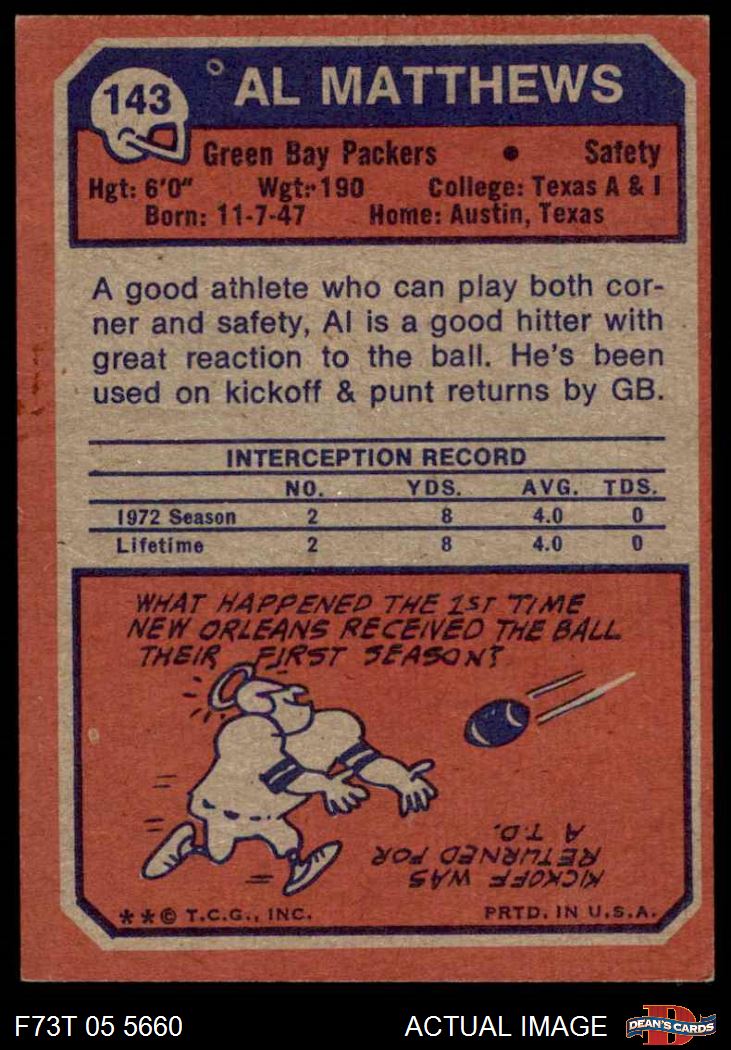 143
AL MATTHEWS
Green Bay Packers • Safety
Hgt: 6'0" Wgt: 190 College: Texas A & I
Born: 11-7-47 Home: Austin, Texas
A good athlete who can play both cor-
ner and safety, Al is a good hitter with
great reaction to the ball. He's been
used on kickoff & punt returns by GB.
INTERCEPTION RECORD
NO. YDS. AVG. TDS.
1972 Season 2 8 4.0 0
Lifetime 2 8 4.0 0
WHAT HAPPENED THE 1ST TIME
NEW ORLEANS RECEIVED THE BALL
THEIR FIRST SEASON?
KICKOFF WAS
RETURNED FOR
A T.D.
**© T.C.G., INC. PRTD. IN U.S.A.
F73T 05 5660 ACTUAL IMAGE
D
DEAN'S CARDS